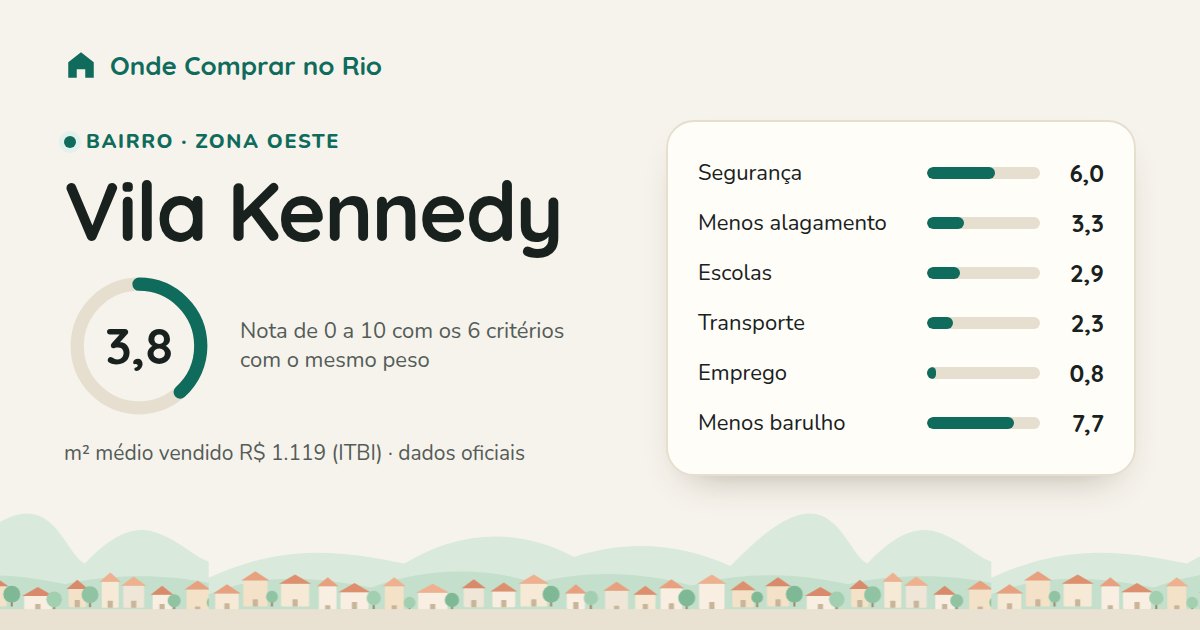 Onde Comprar no Rio
BAIRRO · ZONA OESTE
Vila Kennedy
3,8
Nota de 0 a 10 com os 6 critérios
com o mesmo peso
m² médio vendido R$ 1.119 (ITBI) · dados oficiais
Segurança 6,0
Menos alagamento 3,3
Escolas 2,9
Transporte 2,3
Emprego 0,8
Menos barulho 7,7